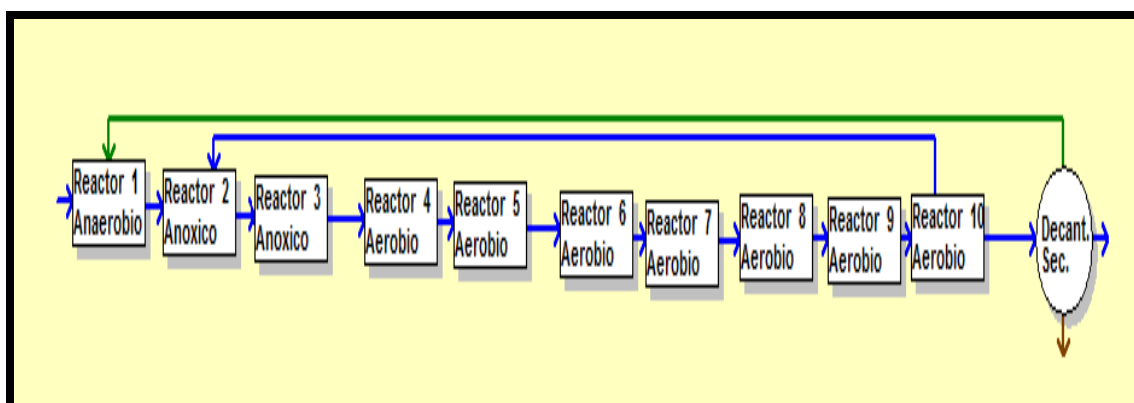 Reactor 1
Anaerobio
Reactor 2
Anoxico
Reactor 3
Anoxico
Reactor 4
Aerobio
Reactor 5
Aerobio
Reactor 6
Aerobio
Reactor 7
Aerobio
Reactor 8
Aerobio
Reactor 9
Aerobio
Reactor 10
Aerobio
Decant.
Sec.